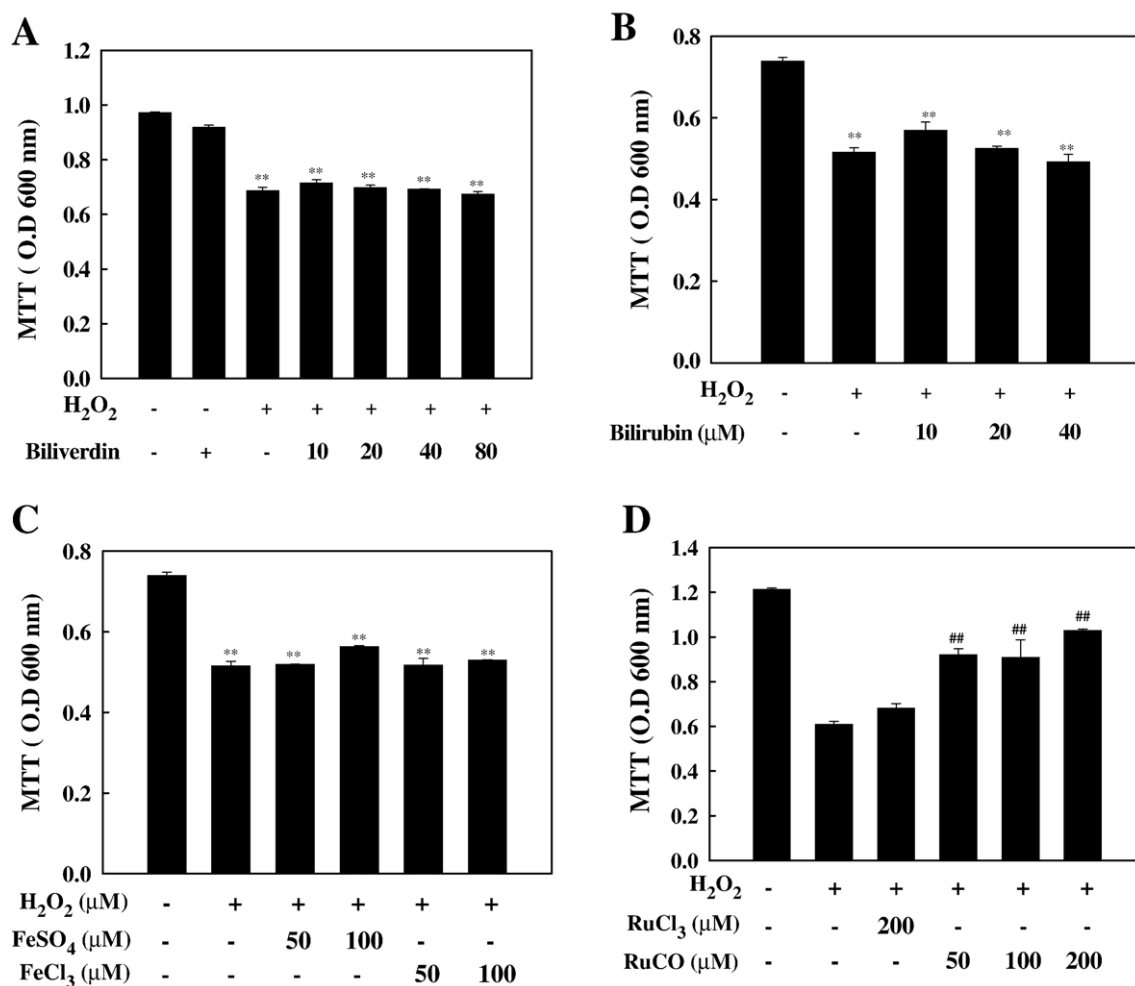 A
MTT ( O.D 600 nm)
1.2
1.0
0.8
0.6
0.4
0.2
0.0
** ** ** ** **
H₂O₂ - - + + + + +
Biliverdin - + - 10 20 40 80
B
MTT ( O.D 600 nm)
0.8
0.6
0.4
0.2
0.0
** ** ** **
H₂O₂ - + + + +
Bilirubin (μM) - - 10 20 40
C
MTT ( O.D 600 nm)
0.8
0.6
0.4
0.2
0.0
** ** ** ** **
H₂O₂ (μM) - + + + + +
FeSO₄ (μM) - - 50 100 - -
FeCl₃ (μM) - - - - 50 100
D
MTT (O.D 600 nm)
1.4
1.2
1.0
0.8
0.6
0.4
0.2
0.0
## ## ##
H₂O₂ - + + + + +
RuCl₃ (μM) - - 200 - - -
RuCO (μM) - - - 50 100 200